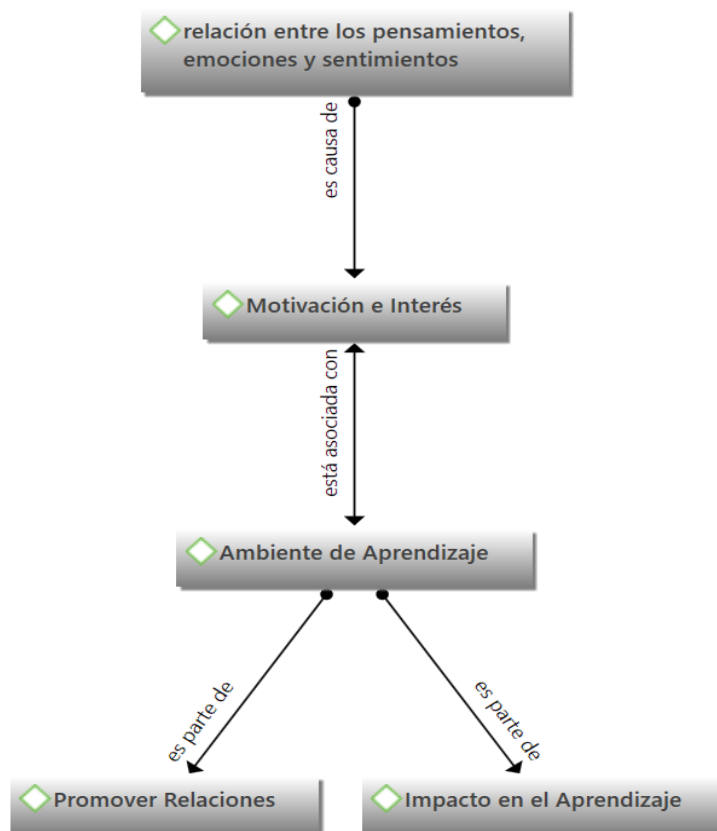 relación entre los pensamientos,
emociones y sentimientos
es causa de
Motivación e Interés
está asociada con
Ambiente de Aprendizaje
es parte de
es parte de
Promover Relaciones
Impacto en el Aprendizaje